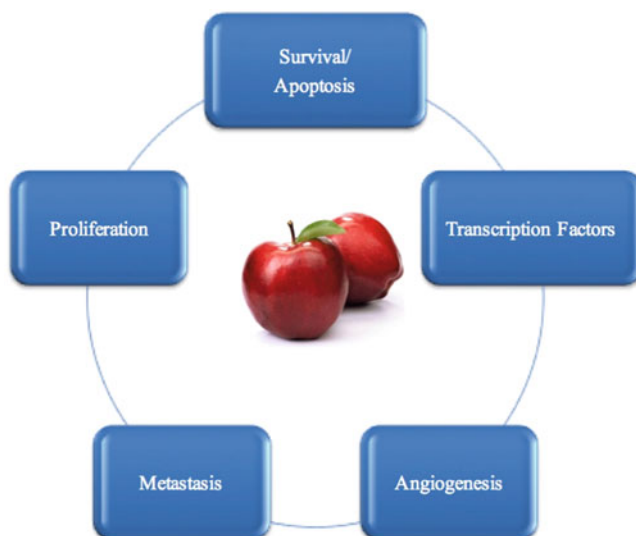 Survival/
Apoptosis
Proliferation
Transcription Factors
Metastasis
Angiogenesis